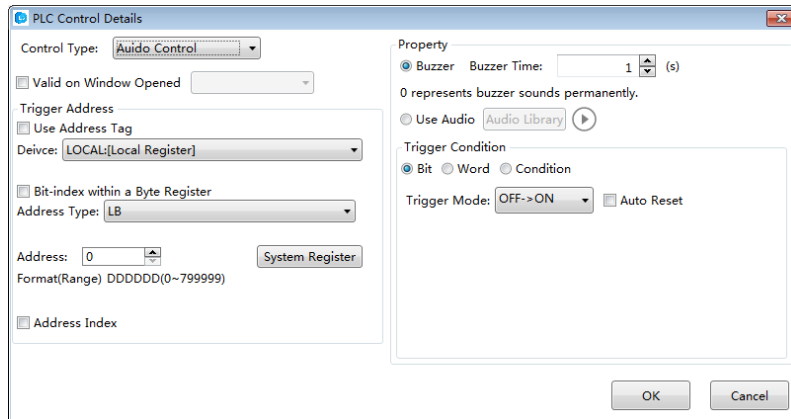 PLC Control Details
Control Type: Auido Control
Valid on Window Opened
Trigger Address
Use Address Tag
Deivce: LOCAL:[Local Register]
Bit-index within a Byte Register
Address Type: LB
Address: 0 System Register
Format(Range) DDDDDD(0~799999)
Address Index
Property
Buzzer Buzzer Time: 1 (s)
0 represents buzzer sounds permanently.
Use Audio Audio Library
Trigger Condition
Bit Word Condition
Trigger Mode: OFF->ON Auto Reset
OK Cancel